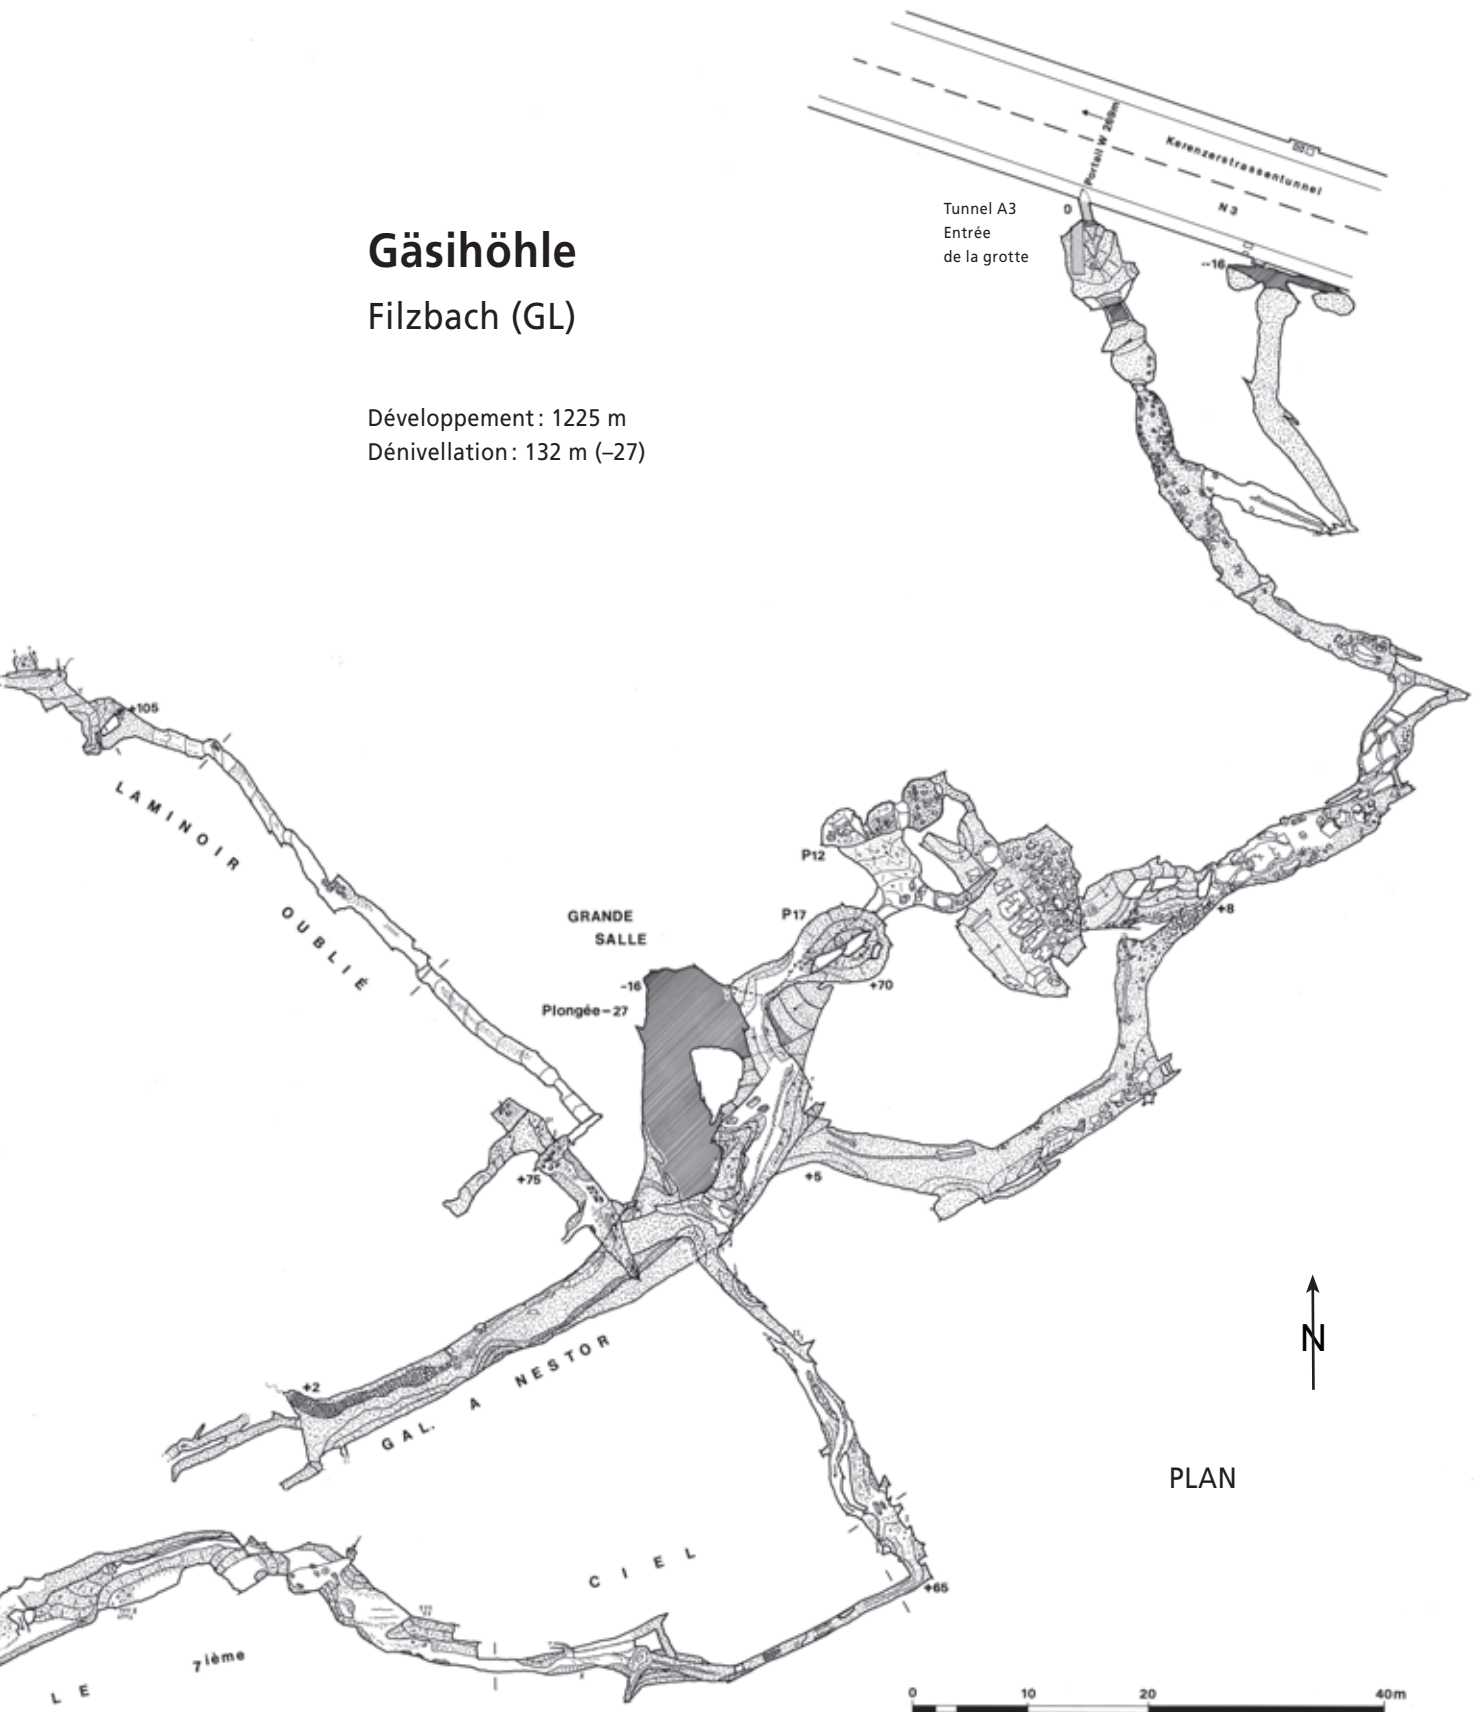 Portail W 269m
Kerenzerstrassentunnel
N3
Tunnel A3
Entrée
de la grotte
0
--16
Gäsihöhle
Filzbach (GL)
Développement : 1225 m
Dénivellation : 132 m (–27)
+105
LAMINOIR
OUBLIÉ
P12
P17
GRANDE
SALLE
+8
-16
+70
Plongée–27
+75
+5
N
+2
GAL. A NESTOR
PLAN
CIEL
+65
7ième
LE
0 10 20 40m